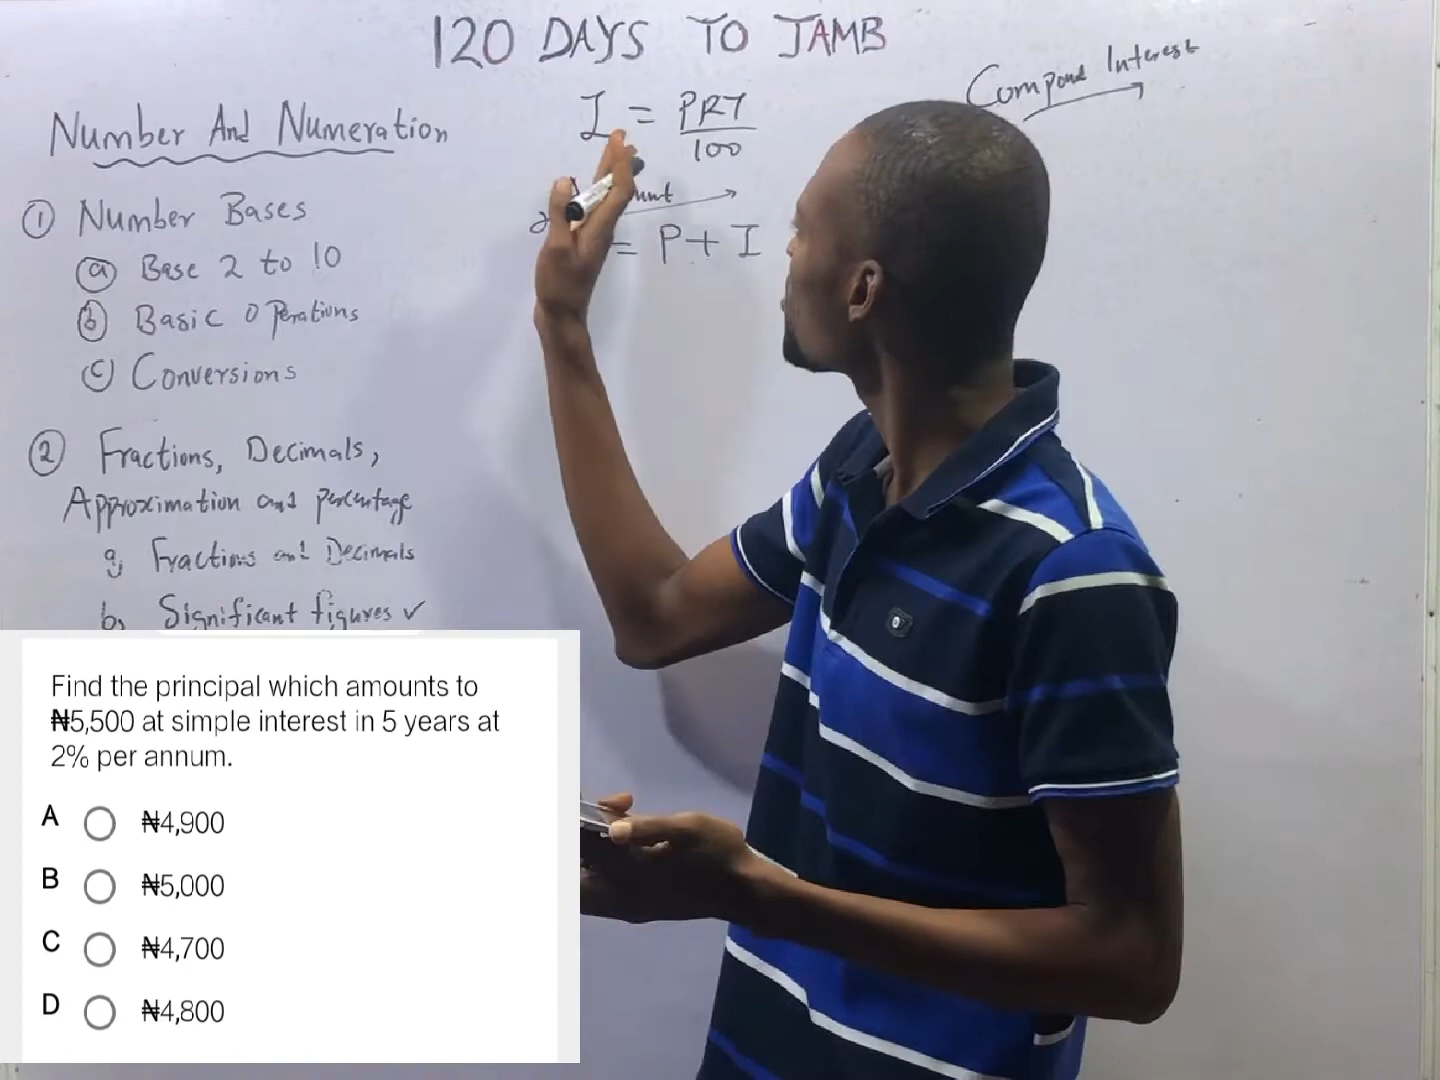 120 DAYS TO JAMB
Compound Interest
Number And Numeration
① Number Bases
ⓐ Base 2 to 10
ⓑ Basic Operations
ⓒ Conversions
② Fractions, Decimals,
Approximation and percentage
a, Fractions and Decimals
b, Significant figures ✓
I = PRT
100
= P + I
Find the principal which amounts to
₦5,500 at simple interest in 5 years at
2% per annum.
A ₦4,900
B ₦5,000
C ₦4,700
D ₦4,800